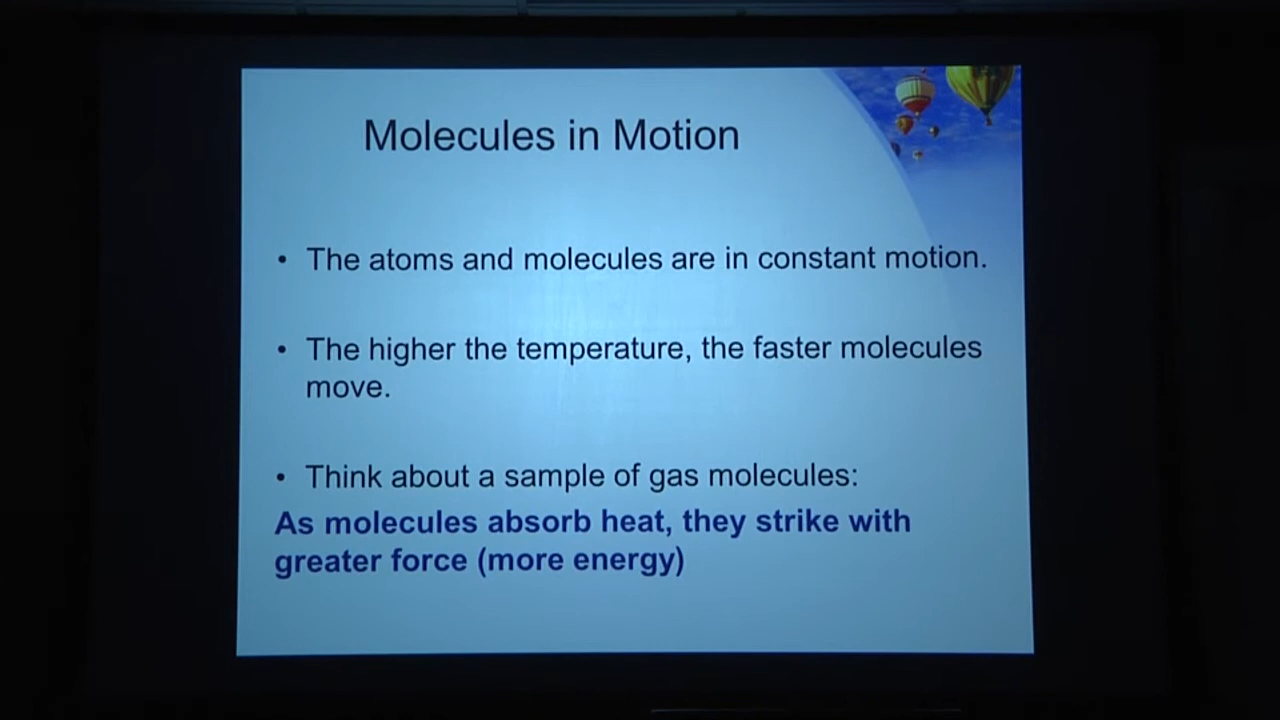 Molecules in Motion
• The atoms and molecules are in constant motion.
• The higher the temperature, the faster molecules
move.
• Think about a sample of gas molecules:
As molecules absorb heat, they strike with
greater force (more energy)